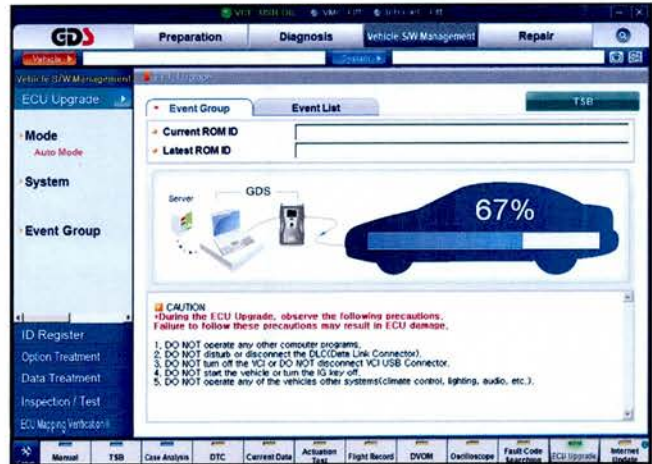 GDS
Preparation
Diagnosis
Vehicle S/W Management
Repair
Vehicle
System
Vehicle S/W Management
ECU Upgrade
Mode
Auto Mode
System
Event Group
ID Register
Option Treatment
Data Treatment
Inspection / Test
ECU Mapping Verification
Event Group
Event List
TSB
Current ROM ID
Latest ROM ID
Server
GDS
67%
CAUTION
•During the ECU Upgrade, observe the following precautions.
Failure to follow these precautions may result in ECU damage.
1. DO NOT operate any other computer programs.
2. DO NOT disturb or disconnect the DLC(Data Link Connector).
3. DO NOT turn off the VCI or DO NOT disconnect VCI USB Connector.
4. DO NOT start the vehicle or turn the IG key off.
5. DO NOT operate any of the vehicles other systems(climate control, lighting, audio, etc.).
Manual
TSB
Case Analysis
DTC
Current Data
Actuation Test
Flight Record
DVOM
Oscilloscope
Fault Code Searching
ECU Upgrade
Internet Update